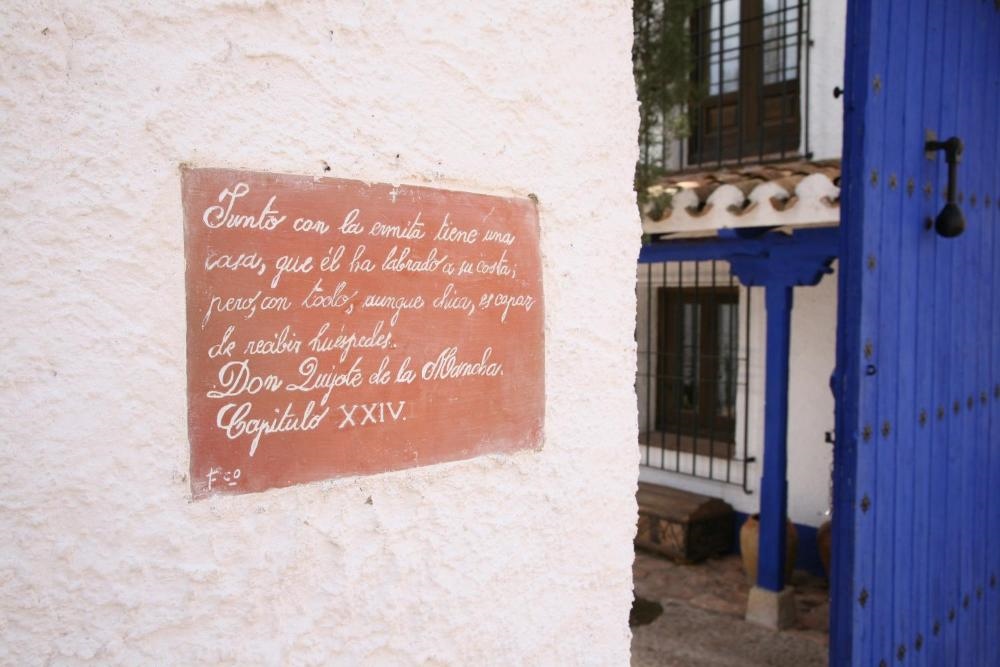 Junto con la ermita tiene una
casa, que él ha labrado a su costa;
pero, con todo, aunque chica, es capaz
de recibir huéspedes.
Don Quijote de la Mancha.
Capitulo XXIV.
Fco